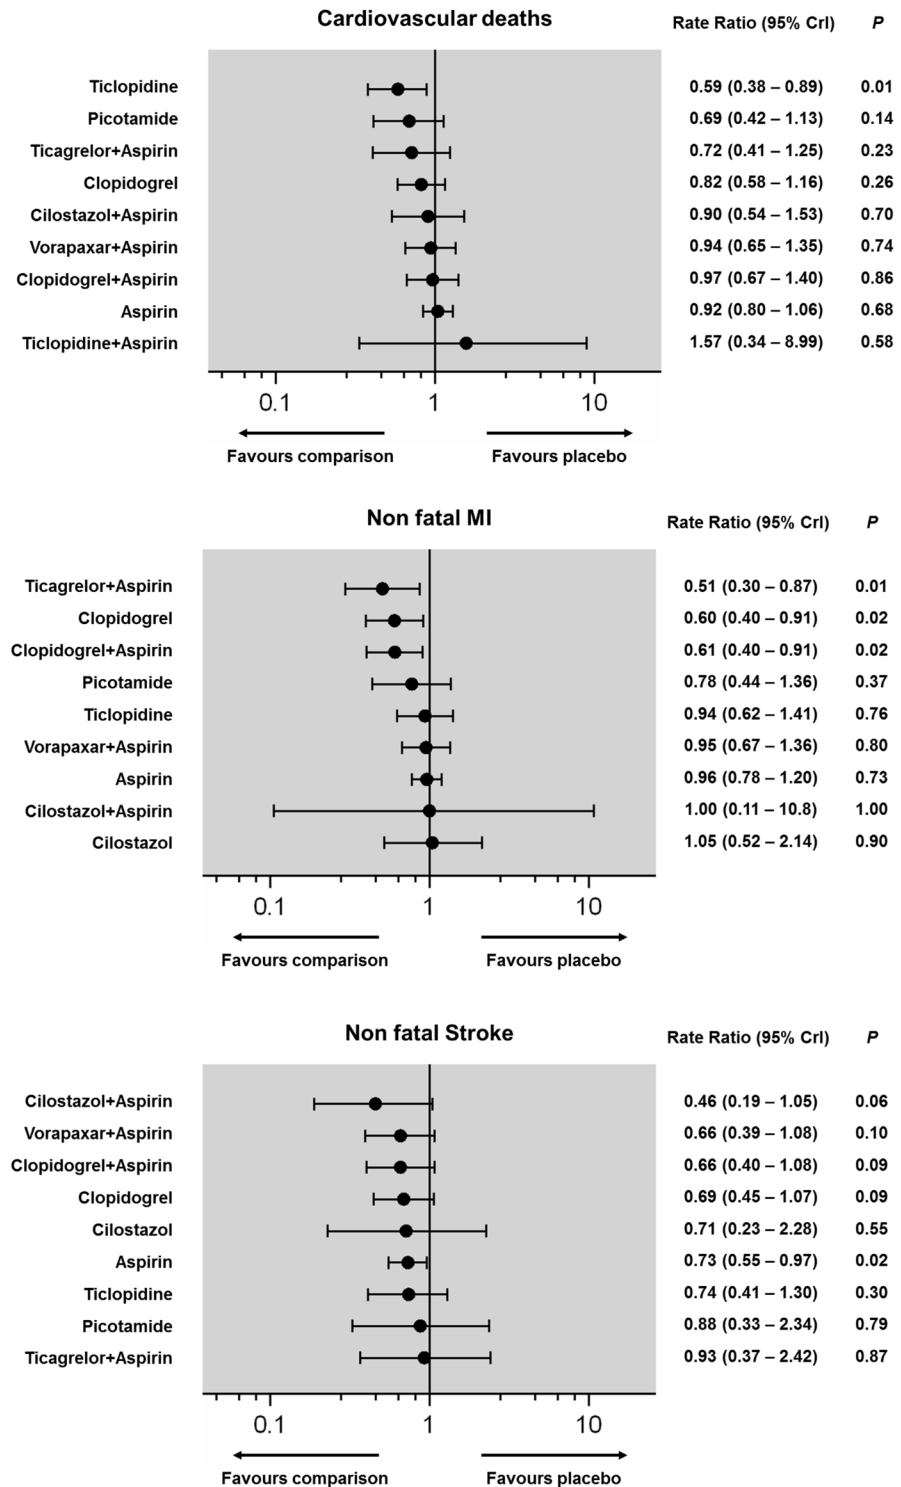 Cardiovascular deaths
Rate Ratio (95% CrI) P
Ticlopidine 0.59 (0.38 – 0.89) 0.01
Picotamide 0.69 (0.42 – 1.13) 0.14
Ticagrelor+Aspirin 0.72 (0.41 – 1.25) 0.23
Clopidogrel 0.82 (0.58 – 1.16) 0.26
Cilostazol+Aspirin 0.90 (0.54 – 1.53) 0.70
Vorapaxar+Aspirin 0.94 (0.65 – 1.35) 0.74
Clopidogrel+Aspirin 0.97 (0.67 – 1.40) 0.86
Aspirin 0.92 (0.80 – 1.06) 0.68
Ticlopidine+Aspirin 1.57 (0.34 – 8.99) 0.58
0.1 1 10
Favours comparison Favours placebo
Non fatal MI
Rate Ratio (95% CrI) P
Ticagrelor+Aspirin 0.51 (0.30 – 0.87) 0.01
Clopidogrel 0.60 (0.40 – 0.91) 0.02
Clopidogrel+Aspirin 0.61 (0.40 – 0.91) 0.02
Picotamide 0.78 (0.44 – 1.36) 0.37
Ticlopidine 0.94 (0.62 – 1.41) 0.76
Vorapaxar+Aspirin 0.95 (0.67 – 1.36) 0.80
Aspirin 0.96 (0.78 – 1.20) 0.73
Cilostazol+Aspirin 1.00 (0.11 – 10.8) 1.00
Cilostazol 1.05 (0.52 – 2.14) 0.90
0.1 1 10
Favours comparison Favours placebo
Non fatal Stroke
Rate Ratio (95% CrI) P
Cilostazol+Aspirin 0.46 (0.19 – 1.05) 0.06
Vorapaxar+Aspirin 0.66 (0.39 – 1.08) 0.10
Clopidogrel+Aspirin 0.66 (0.40 – 1.08) 0.09
Clopidogrel 0.69 (0.45 – 1.07) 0.09
Cilostazol 0.71 (0.23 – 2.28) 0.55
Aspirin 0.73 (0.55 – 0.97) 0.02
Ticlopidine 0.74 (0.41 – 1.30) 0.30
Picotamide 0.88 (0.33 – 2.34) 0.79
Ticagrelor+Aspirin 0.93 (0.37 – 2.42) 0.87
0.1 1 10
Favours comparison Favours placebo